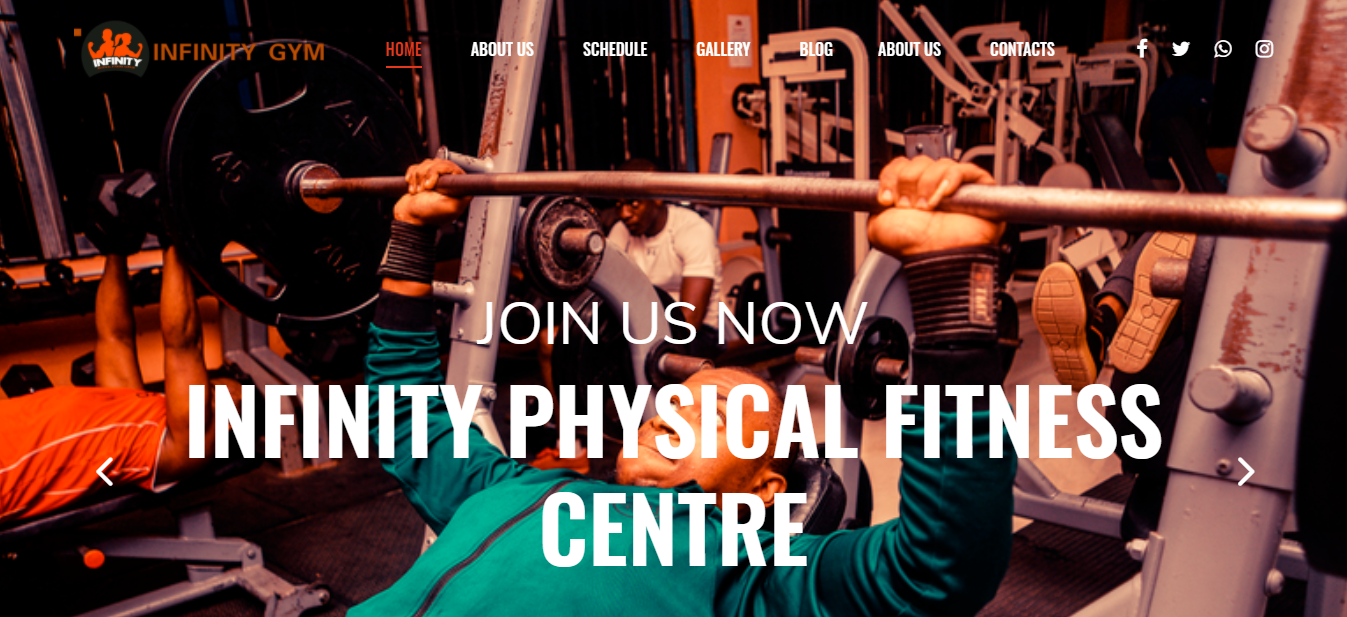 INFINITY
INFINITY GYM
HOME
ABOUT US
SCHEDULE
GALLERY
BLOG
ABOUT US
CONTACTS
JOIN US NOW
INFINITY PHYSICAL FITNESS
CENTRE